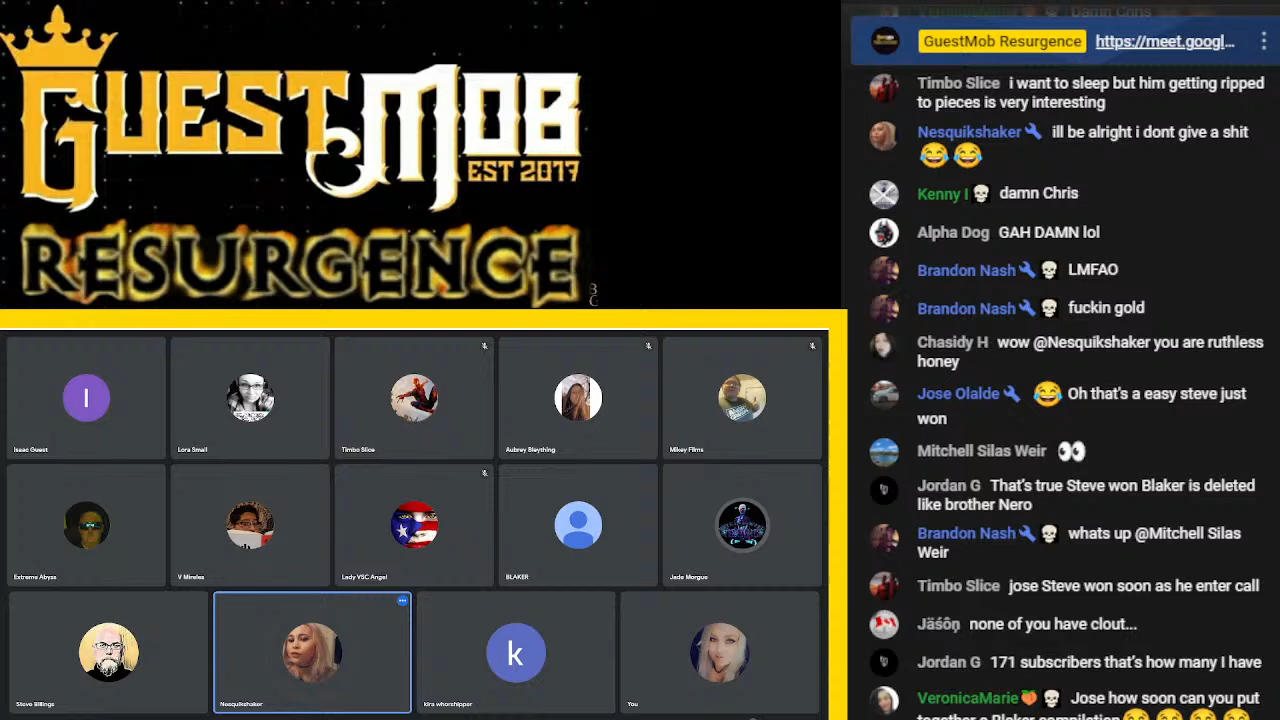 GUESTMOB
EST 2017
RESURGENCE
B
G
Isaac Guest
Lora Small
Timbo Slice
Aubrey Bleything
Mikey Films
Extreme Abyss
V Mireles
Lady VSC Angel
BLAKER
Jade Morgue
Steve Billings
Nesquikshaker
k
Kira whorshipper
You
I
Damn Chris
GuestMob Resurgence https://meet.googl...
Timbo Slice i want to sleep but him getting ripped
to pieces is very interesting
Nesquikshaker ill be alright i dont give a shit
😂😂
Kenny I 💀 damn Chris
Alpha Dog GAH DAMN lol
Brandon Nash 💀 LMFAO
Brandon Nash 💀 fuckin gold
Chasidy H wow @Nesquikshaker you are ruthless
honey
Jose Olalde 😂 Oh that's a easy steve just
won
Mitchell Silas Weir 👀
Jordan G That's true Steve won Blaker is deleted
like brother Nero
Brandon Nash 💀 whats up @Mitchell Silas
Weir
Timbo Slice jose Steve won soon as he enter call
Jäśôņ none of you have clout...
Jordan G 171 subscribers that's how many I have
VeronicaMarie🍑 💀 Jose how soon can you put
together a Blaker compilation 😂😂😂😂